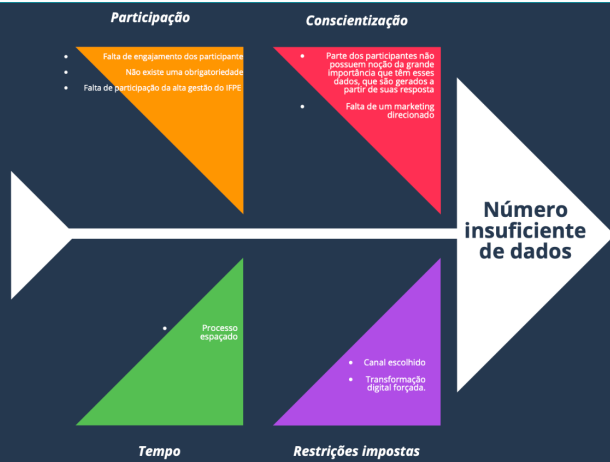 Participação
Conscientização
Falta de engajamento dos participante
Não existe uma obrigatoriedade
Falta de participação da alta gestão do IFPE
Parte dos participantes não
possuem noção da grande
importância que têm esses
dados, que são gerados a
partir de suas resposta
Falta de um marketing
direcionado
Número
insuficiente
de dados
Processo
espaçado
Canal escolhido
Transformação
digital forçada.
Tempo
Restrições impostas